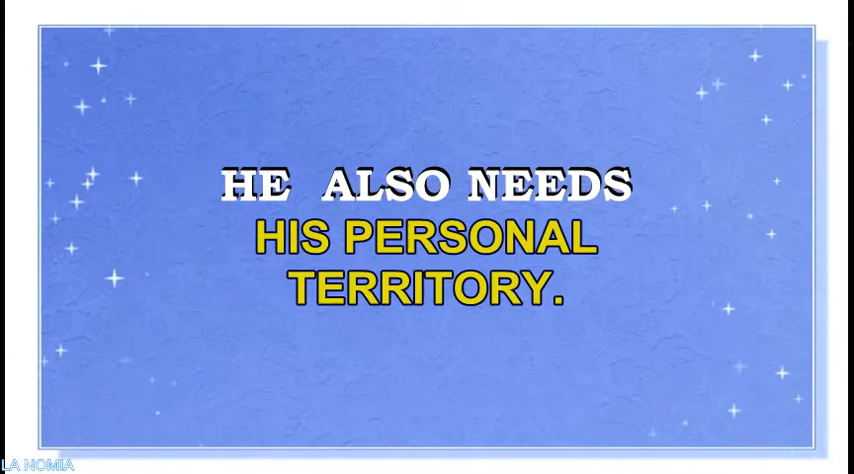 HE ALSO NEEDS
HIS PERSONAL
TERRITORY.
LA NOMIA